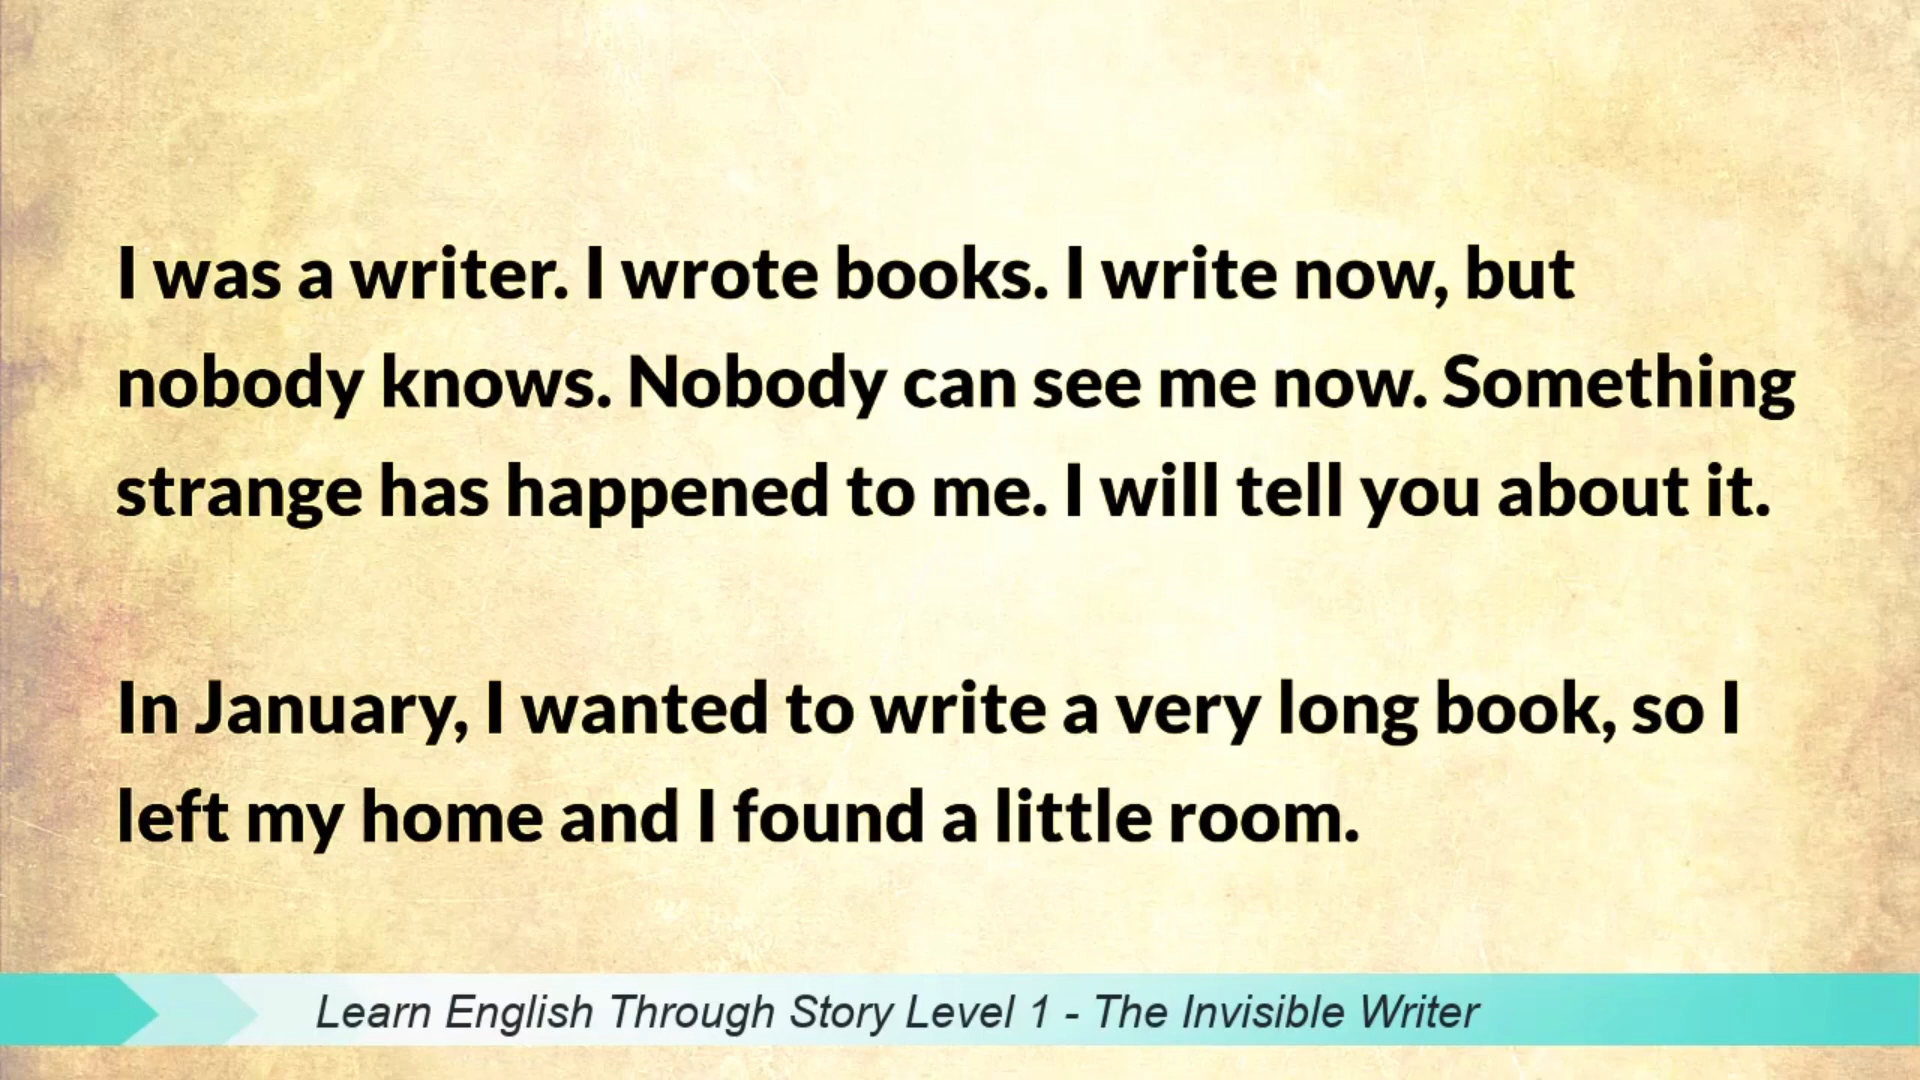 I was a writer. I wrote books. I write now, but
nobody knows. Nobody can see me now. Something
strange has happened to me. I will tell you about it.
In January, I wanted to write a very long book, so I
left my home and I found a little room.
Learn English Through Story Level 1 - The Invisible Writer